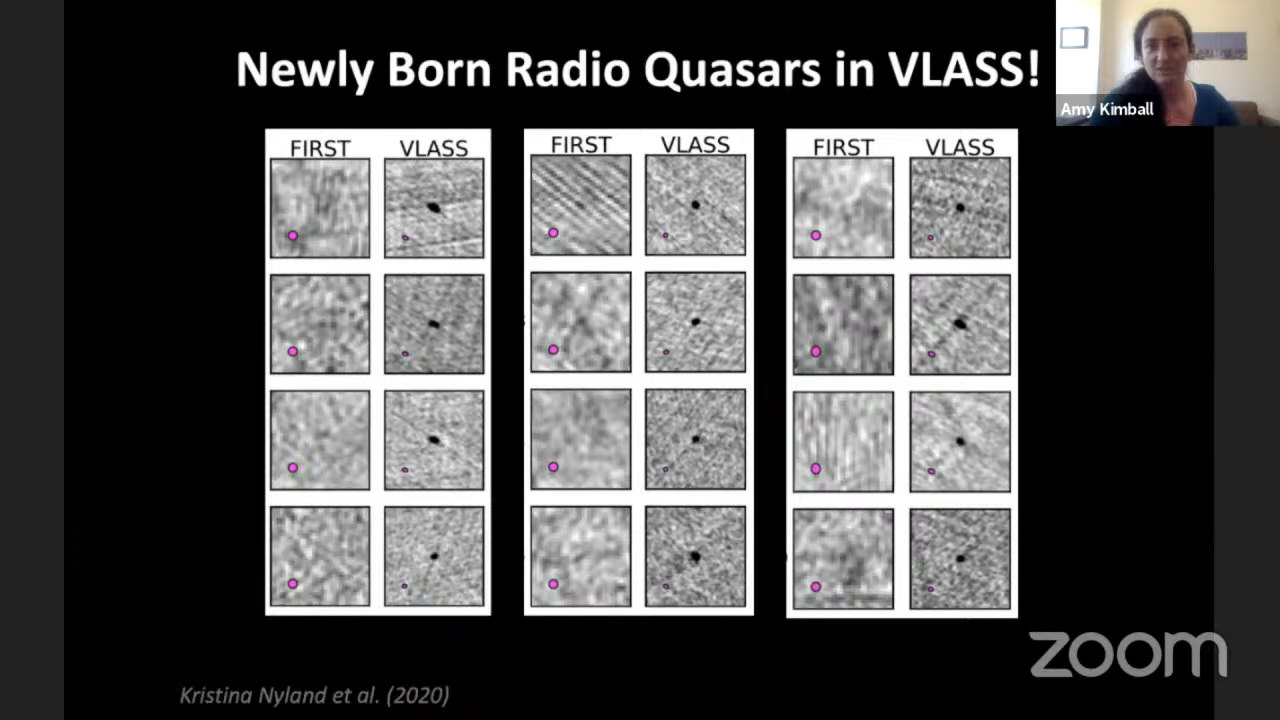 Newly Born Radio Quasars in VLASS!
Amy Kimball
FIRST VLASS
FIRST VLASS
FIRST VLASS
zoom
Kristina Nyland et al. (2020)